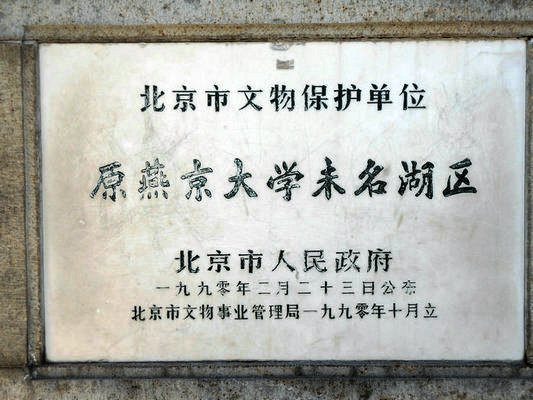 北京市文物保护单位
原燕京大学未名湖区
北京市人民政府
一九九〇年二月二十三日公布
北京市文物事业管理局一九九〇年十月立